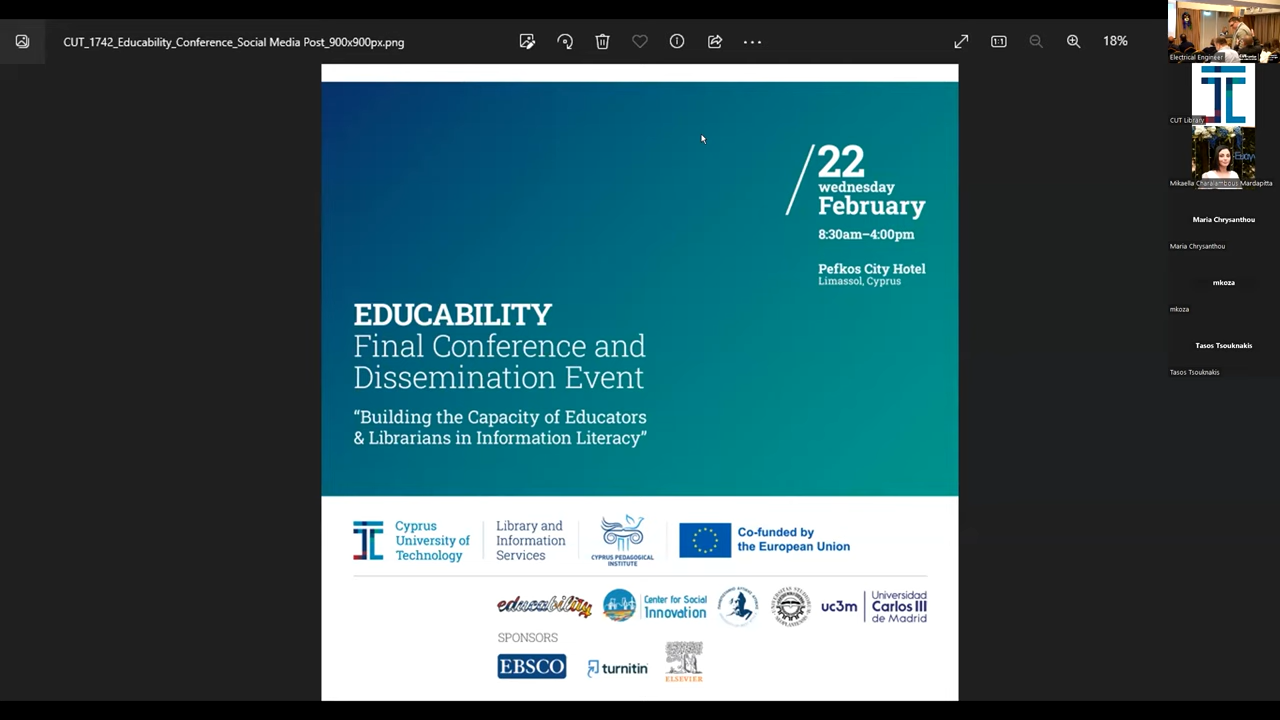 CUT_1742_Educability_Conference_Social Media Post_900x900px.png
18%
22
wednesday
February
8:30am–4:00pm
Pefkos City Hotel
Limassol, Cyprus
EDUCABILITY
Final Conference and
Dissemination Event
“Building the Capacity of Educators
& Librarians in Information Literacy”
Cyprus
University of
Technology
Library and
Information
Services
CYPRUS PEDAGOGICAL
INSTITUTE
Co-funded by
the European Union
educability
Center for Social
Innovation
uc3m
Universidad
Carlos III
de Madrid
SPONSORS
EBSCO
turnitin
ELSEVIER
Electrical Engineer
CUT Library
Mikaella Charalambous Mardapitta
Maria Chrysanthou
Maria Chrysanthou
mkoza
mkoza
Tasos Tsouknakis
Tasos Tsouknakis